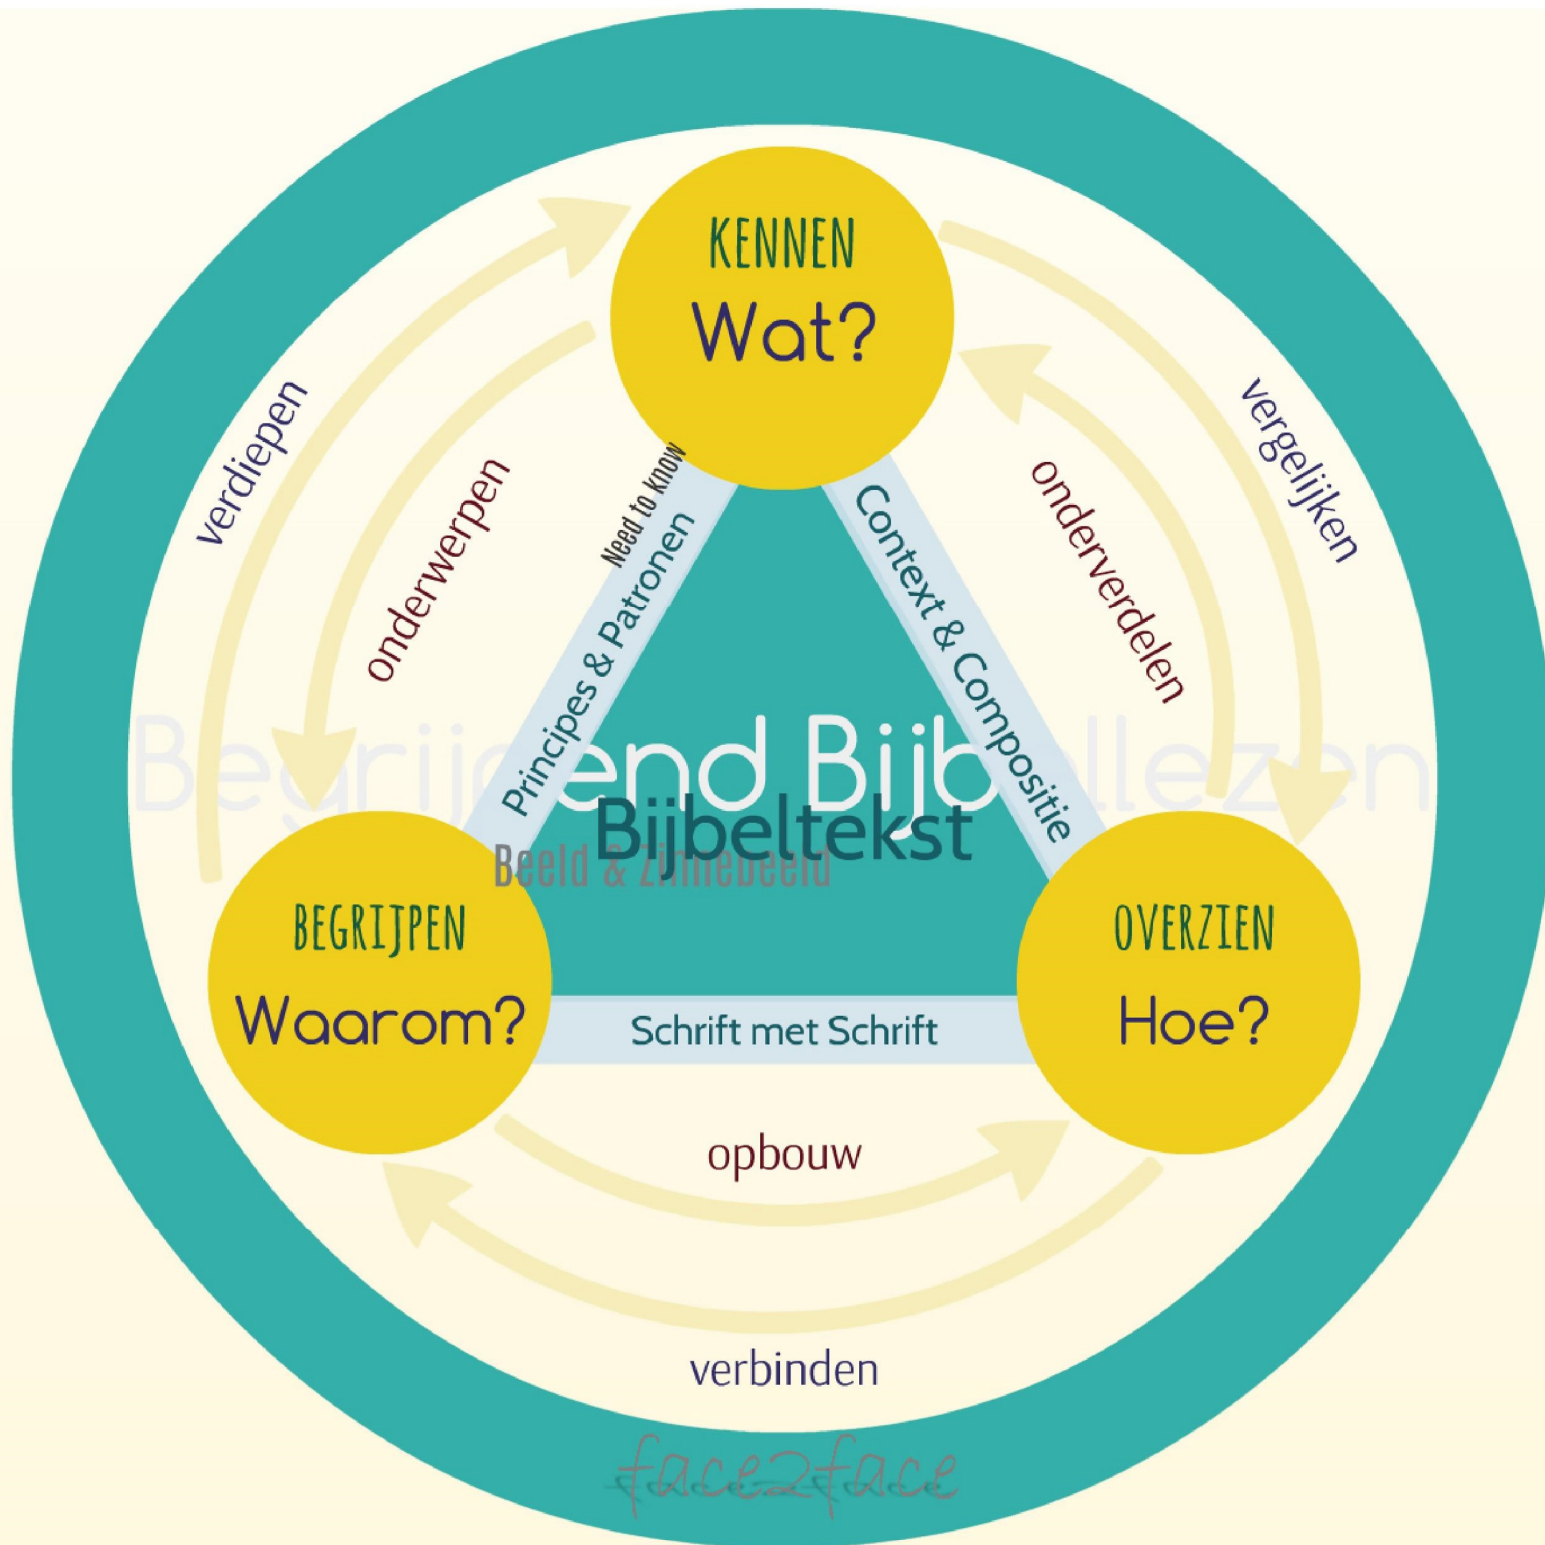 KENNEN
Wat?
verdiepen
onderwerpen
Need to know
Principes & Patronen
Context & Compositie
onderverdelen
vergelijken
Begrijpend Bijbellezen
Bijbeltekst
Beeld & Zinnebeeld
BEGRIJPEN
Waarom?
OVERZIEN
Hoe?
Schrift met Schrift
opbouw
verbinden
face2face